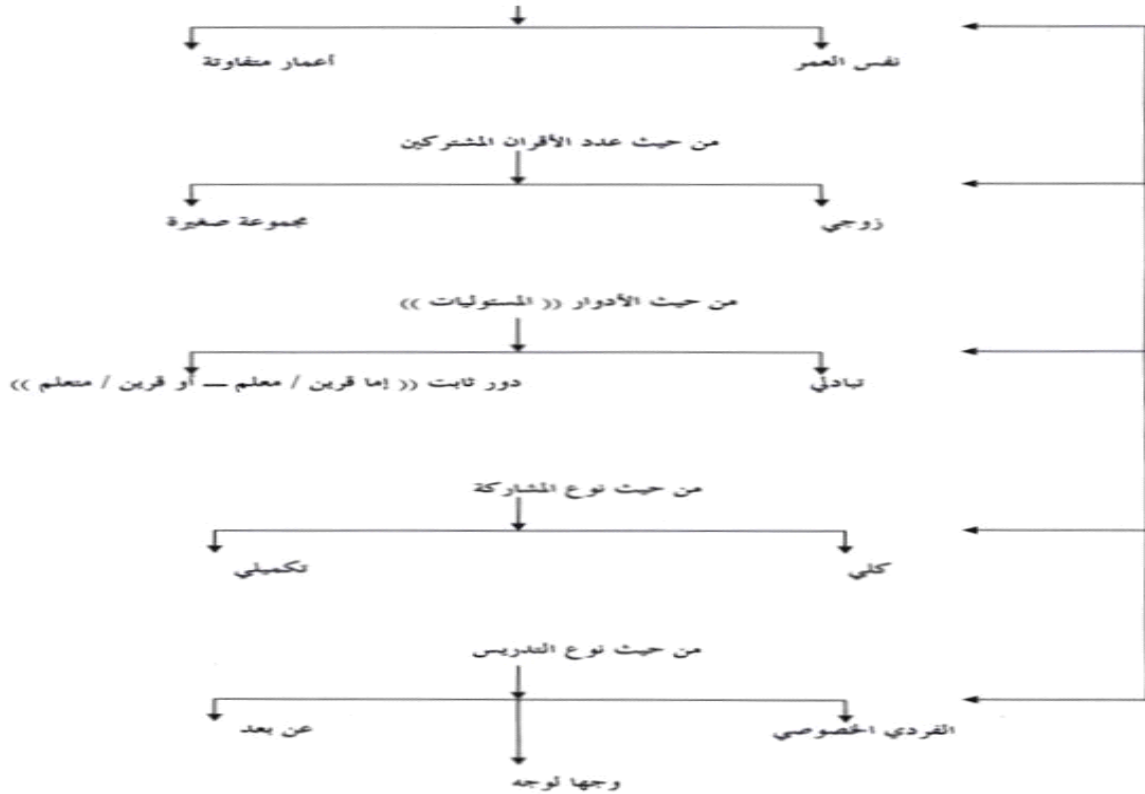 نفس العمر
أعمار متفاوتة
من حيث عدد الأقران المشتركين
زوجي
مجموعة صغيرة
من حيث الأدوار (( المسئوليات ))
تبادلي
دور ثابت (( إما قرين / معلم — أو قرين / متعلم ))
من حيث نوع المشاركة
كلي
تكميلي
من حيث نوع التدريس
الفردي الخصوصي
عن بعد
وجها لوجه